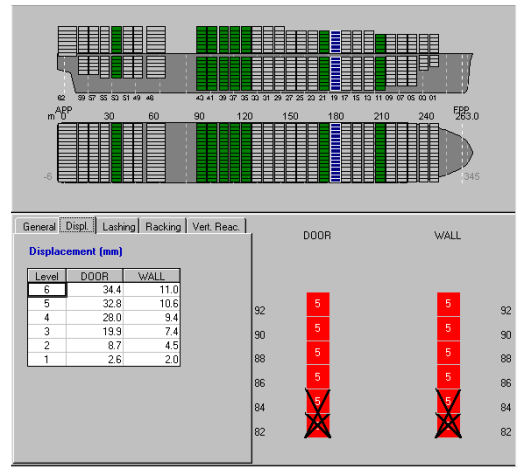 62 59 57 55 53 51 49 46 43 41 39 37 35 33 31 29 27 25 23 21 19 17 15 13 11 09 07 05 03 01
APP FPP
m 0 30 60 90 120 150 180 210 240 263.0
-6 345
General Displ. Lashing Racking Vert. Reac.
Displacement (mm)
Level DOOR WALL
6 34.4 11.0
5 32.8 10.6
4 28.0 9.4
3 19.9 7.4
2 8.7 4.5
1 2.6 2.0
DOOR WALL
92 5 5 92
90 5 5 90
88 5 5 88
86 5 5 86
84 5 5 84
82 82